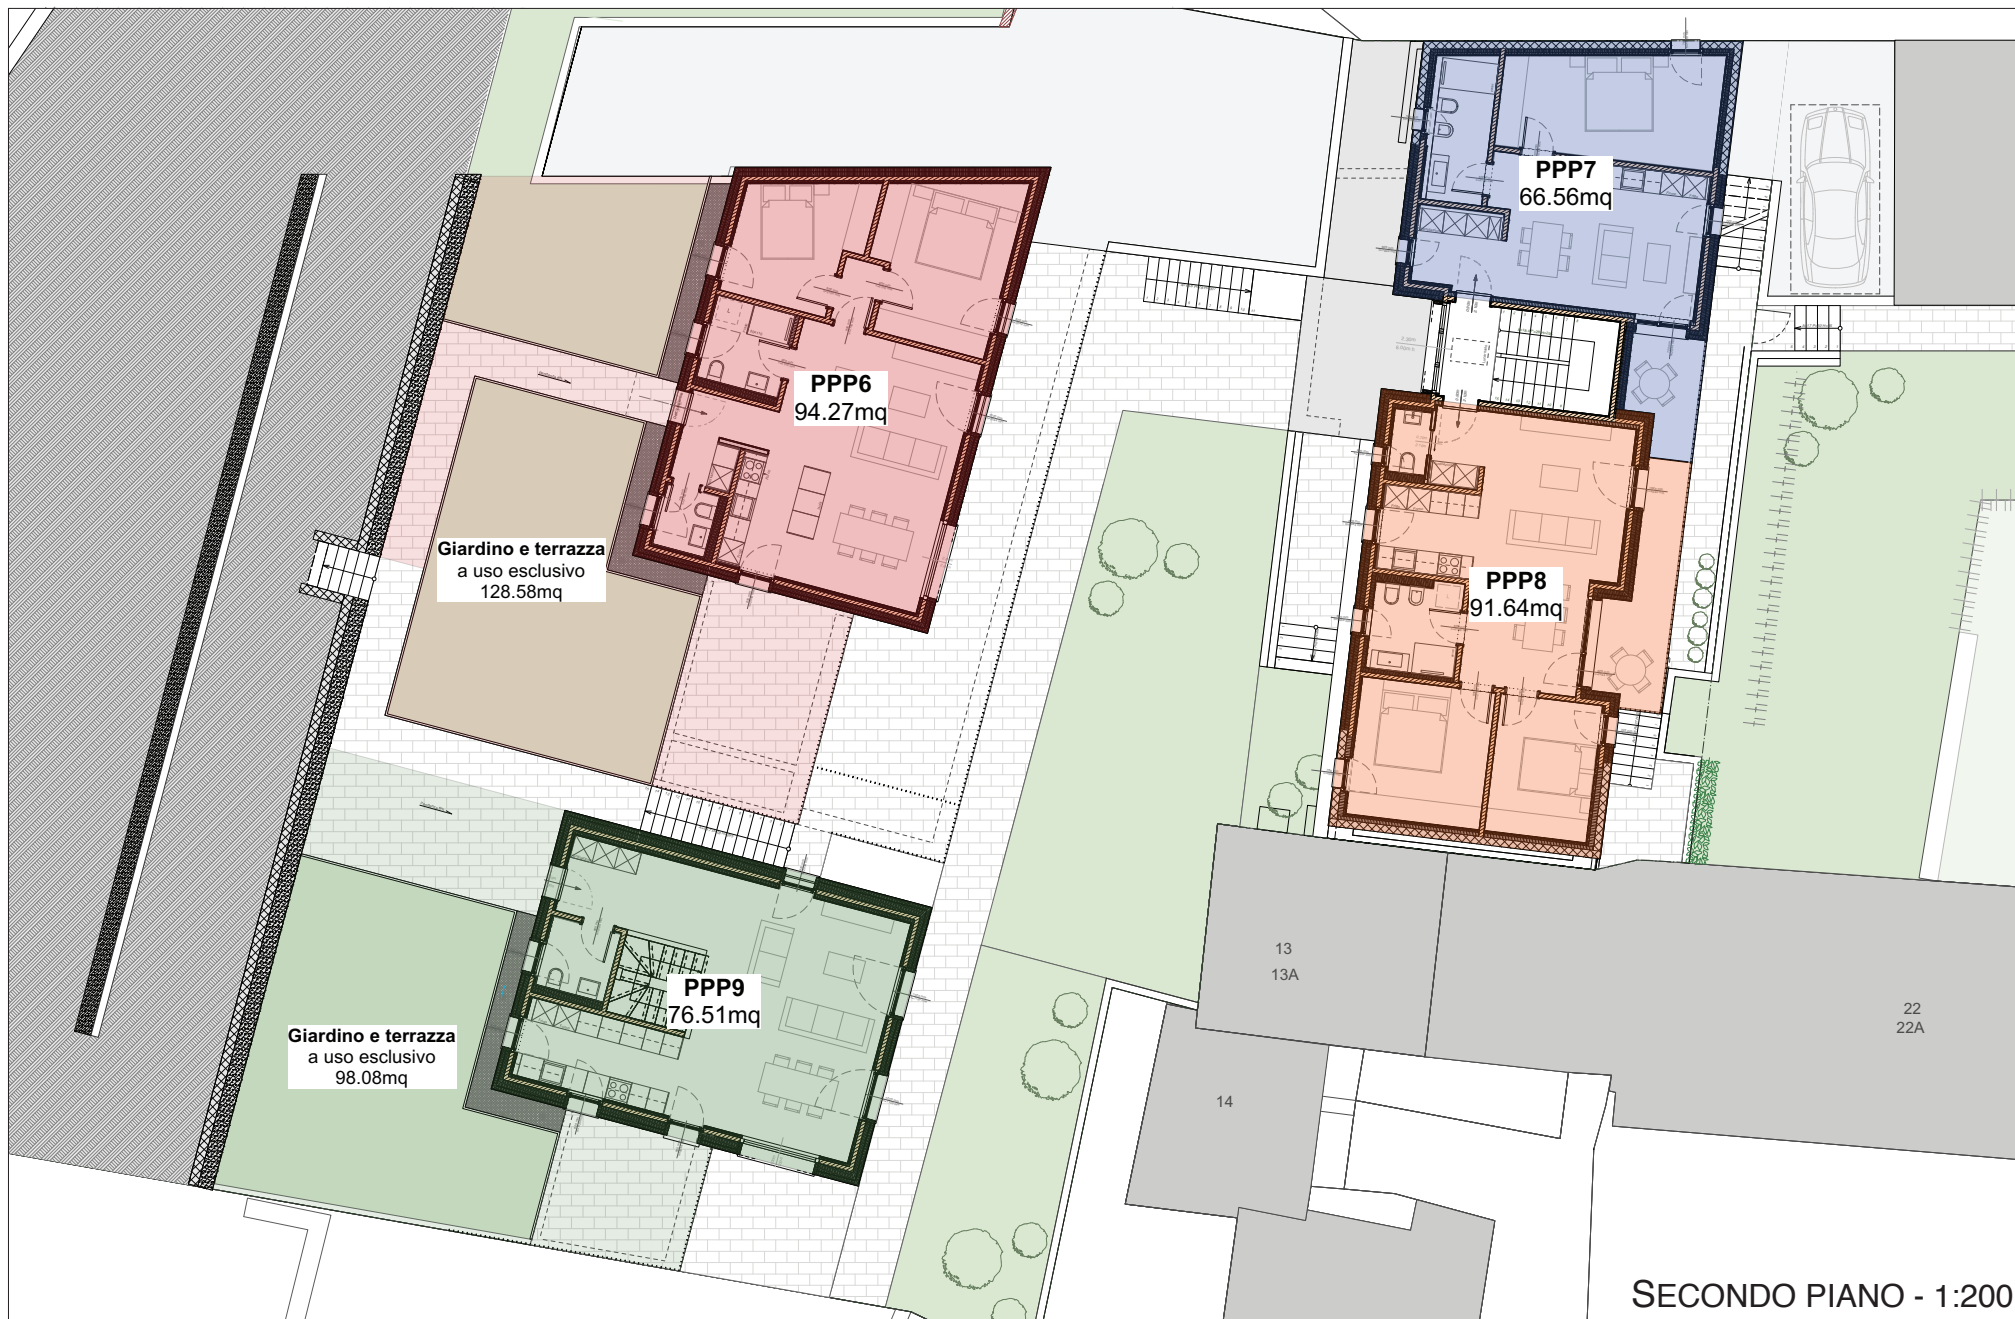 PPP7
66.56mq
PPP6
94.27mq
Giardino e terrazza
a uso esclusivo
128.58mq
PPP8
91.64mq
PPP9
76.51mq
Giardino e terrazza
a uso esclusivo
98.08mq
13
13A
22
22A
14
SECONDO PIANO - 1:200